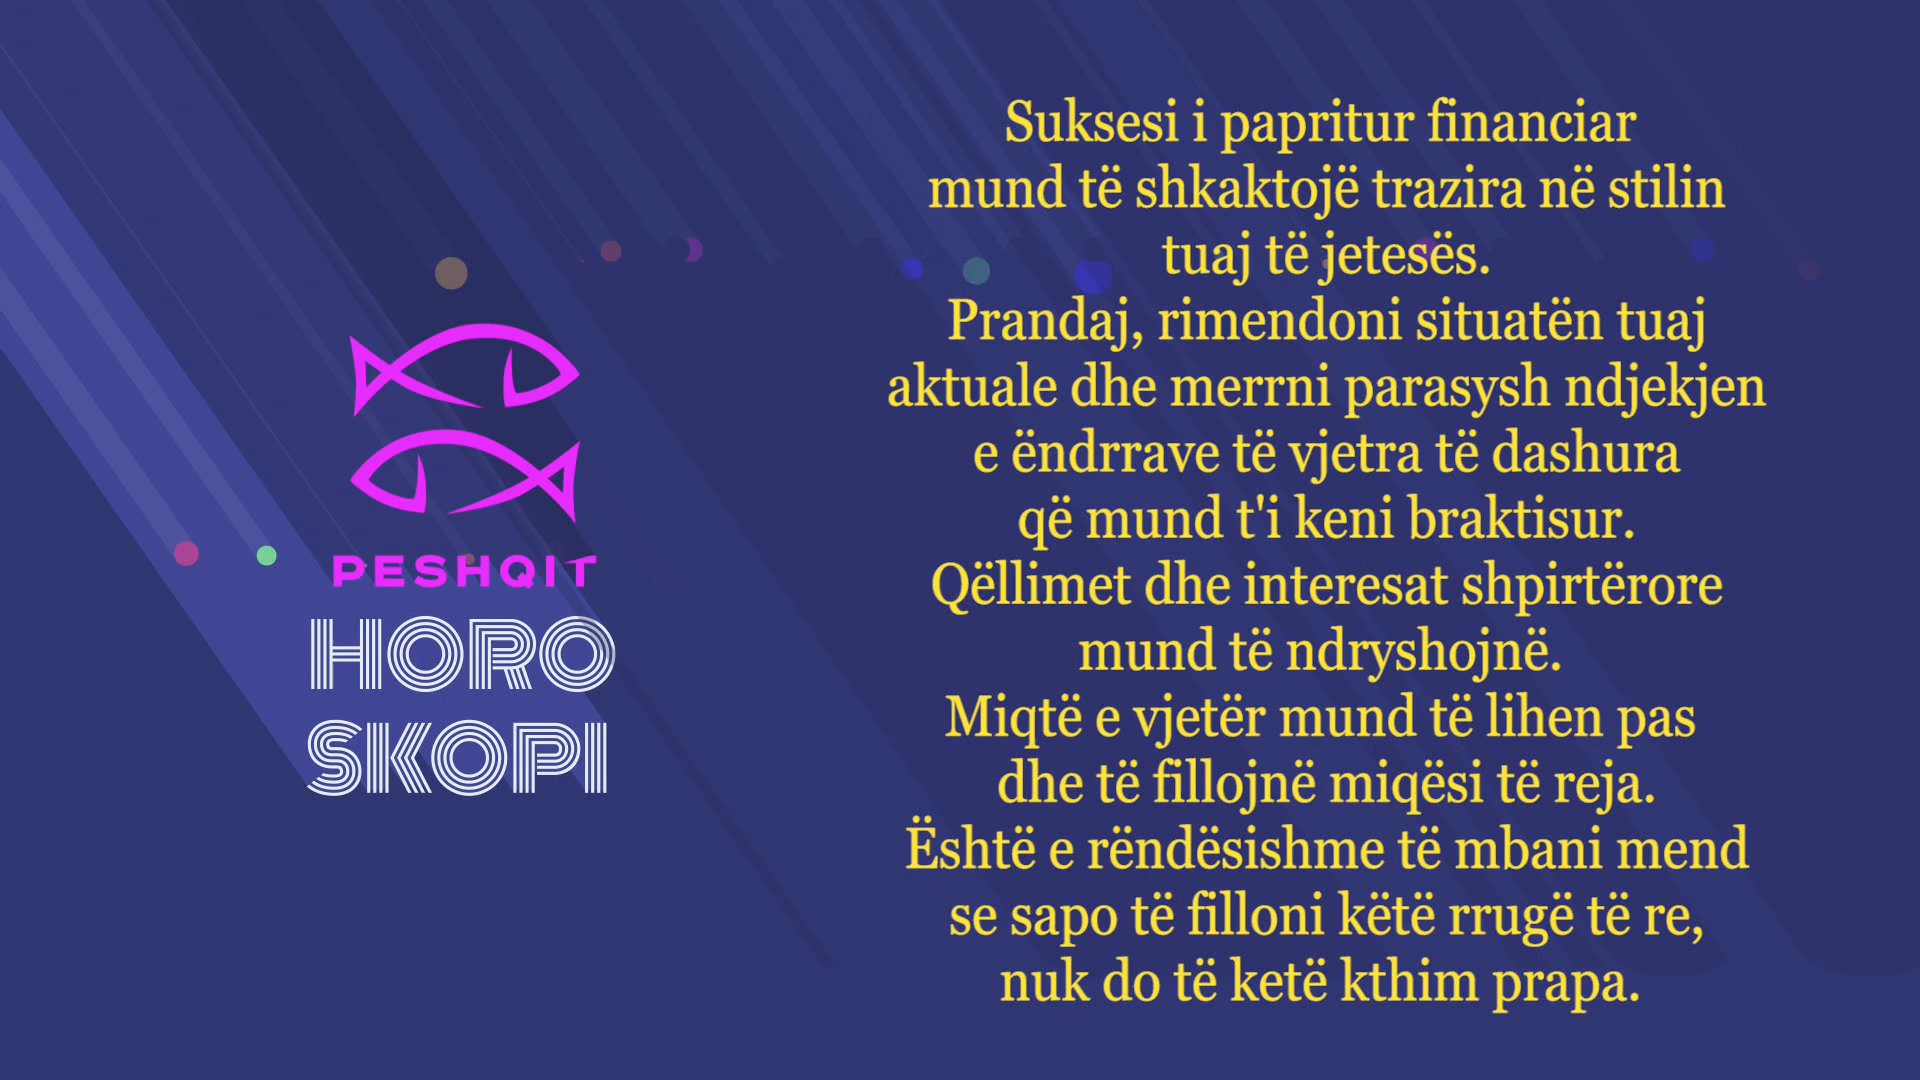 PESHQIT
HORO
SKOPI
Suksesi i papritur financiar
mund të shkaktojë trazira në stilin
tuaj të jetesës.
Prandaj, rimendoni situatën tuaj
aktuale dhe merrni parasysh ndjekjen
e ëndrrave të vjetra të dashura
që mund t'i keni braktisur.
Qëllimet dhe interesat shpirtërore
mund të ndryshojnë.
Miqtë e vjetër mund të lihen pas
dhe të fillojnë miqësi të reja.
Është e rëndësishme të mbani mend
se sapo të filloni këtë rrugë të re,
nuk do të ketë kthim prapa.